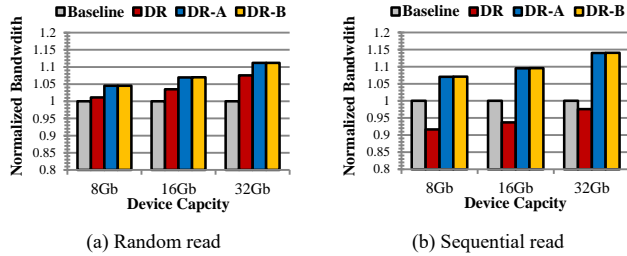 Baseline DR DR-A DR-B
Normalized Bandwdith
1.2
1.15
1.1
1.05
1
0.95
0.9
0.85
0.8
8Gb 16Gb 32Gb
Device Capcity
(a) Random read
Baseline DR DR-A DR-B
Normalized Bandwdith
1.2
1.15
1.1
1.05
1
0.95
0.9
0.85
0.8
8Gb 16Gb 32Gb
Device Capcity
(b) Sequential read